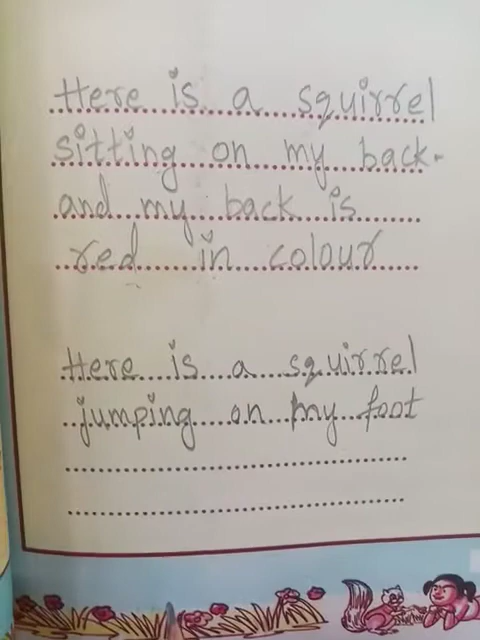 Here is a squirrel
sitting on my back.
and my back is
red in colour
Here is a squirrel
jumping on my foot